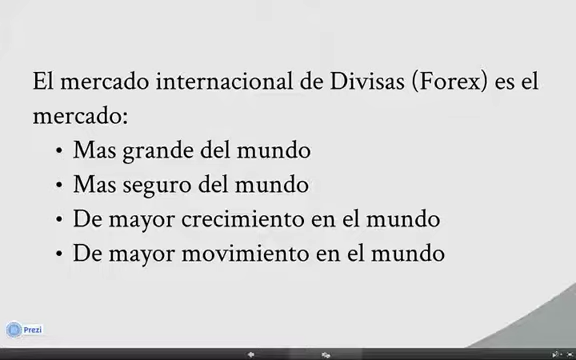 El mercado internacional de Divisas (Forex) es el
mercado:
• Mas grande del mundo
• Mas seguro del mundo
• De mayor crecimiento en el mundo
• De mayor movimiento en el mundo
Prezi